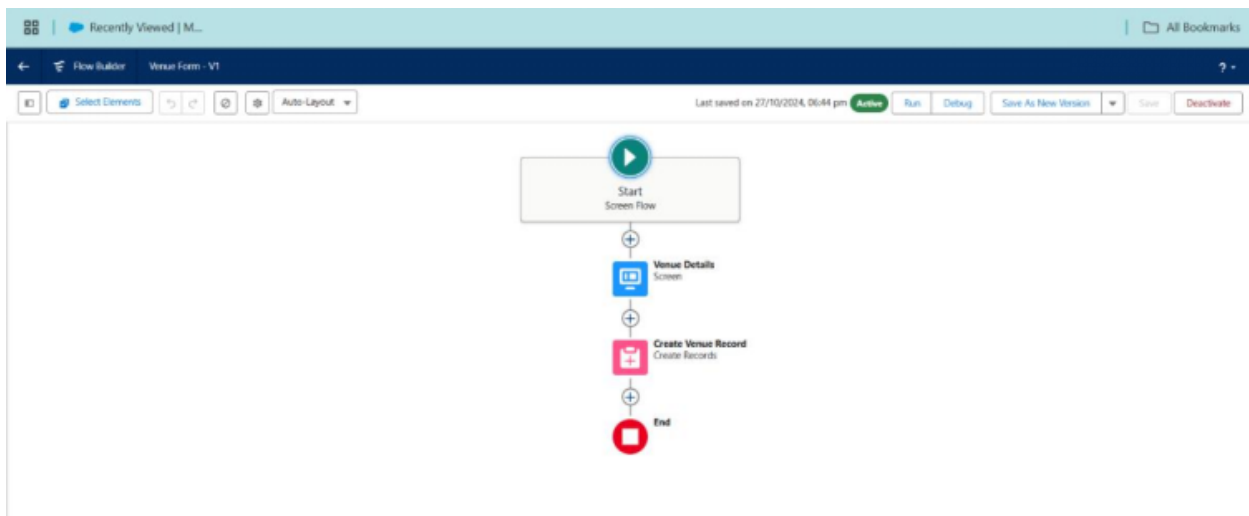 Recently Viewed | M...
All Bookmarks
Flow Builder Venue Form - V1
?
Select Elements Auto-Layout Last saved on 27/10/2024, 06:44 pm Active Run Debug Save As New Version Save Deactivate
Start
Screen Flow
Venue Details
Screen
Create Venue Record
Create Records
End